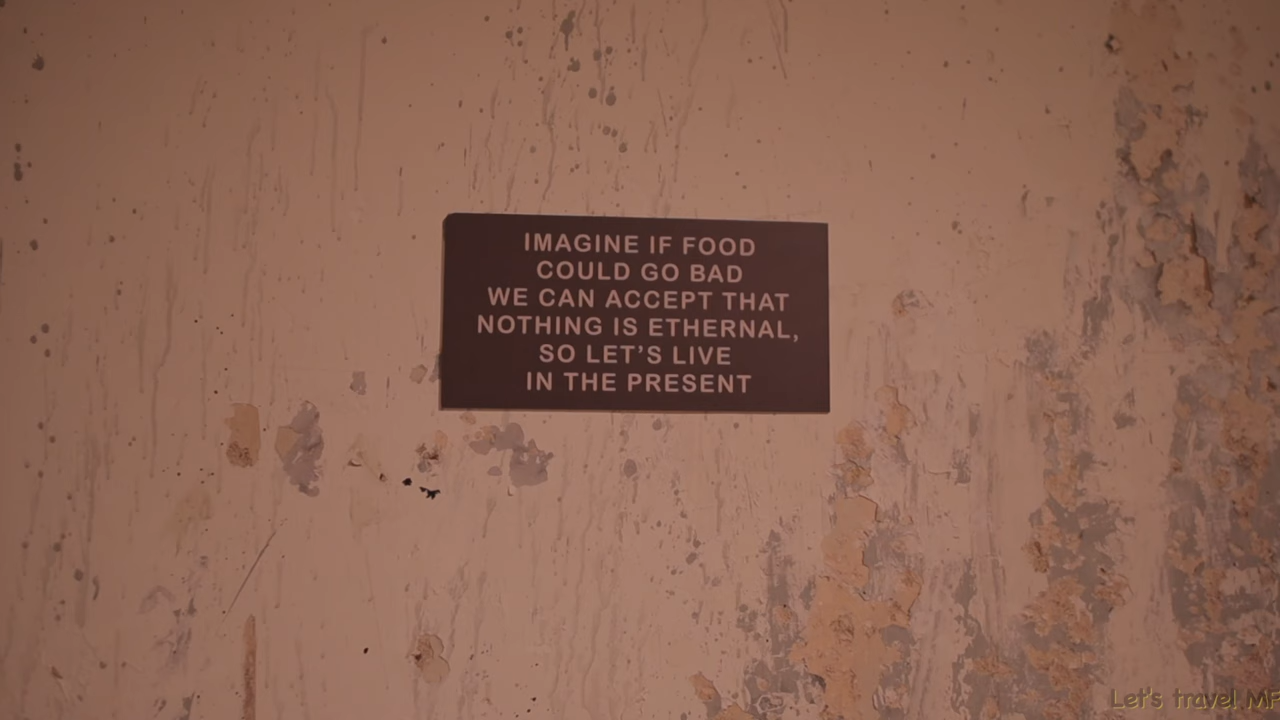 IMAGINE IF FOOD
COULD GO BAD
WE CAN ACCEPT THAT
NOTHING IS ETHERNAL,
SO LET’S LIVE
IN THE PRESENT
Let's travel MF